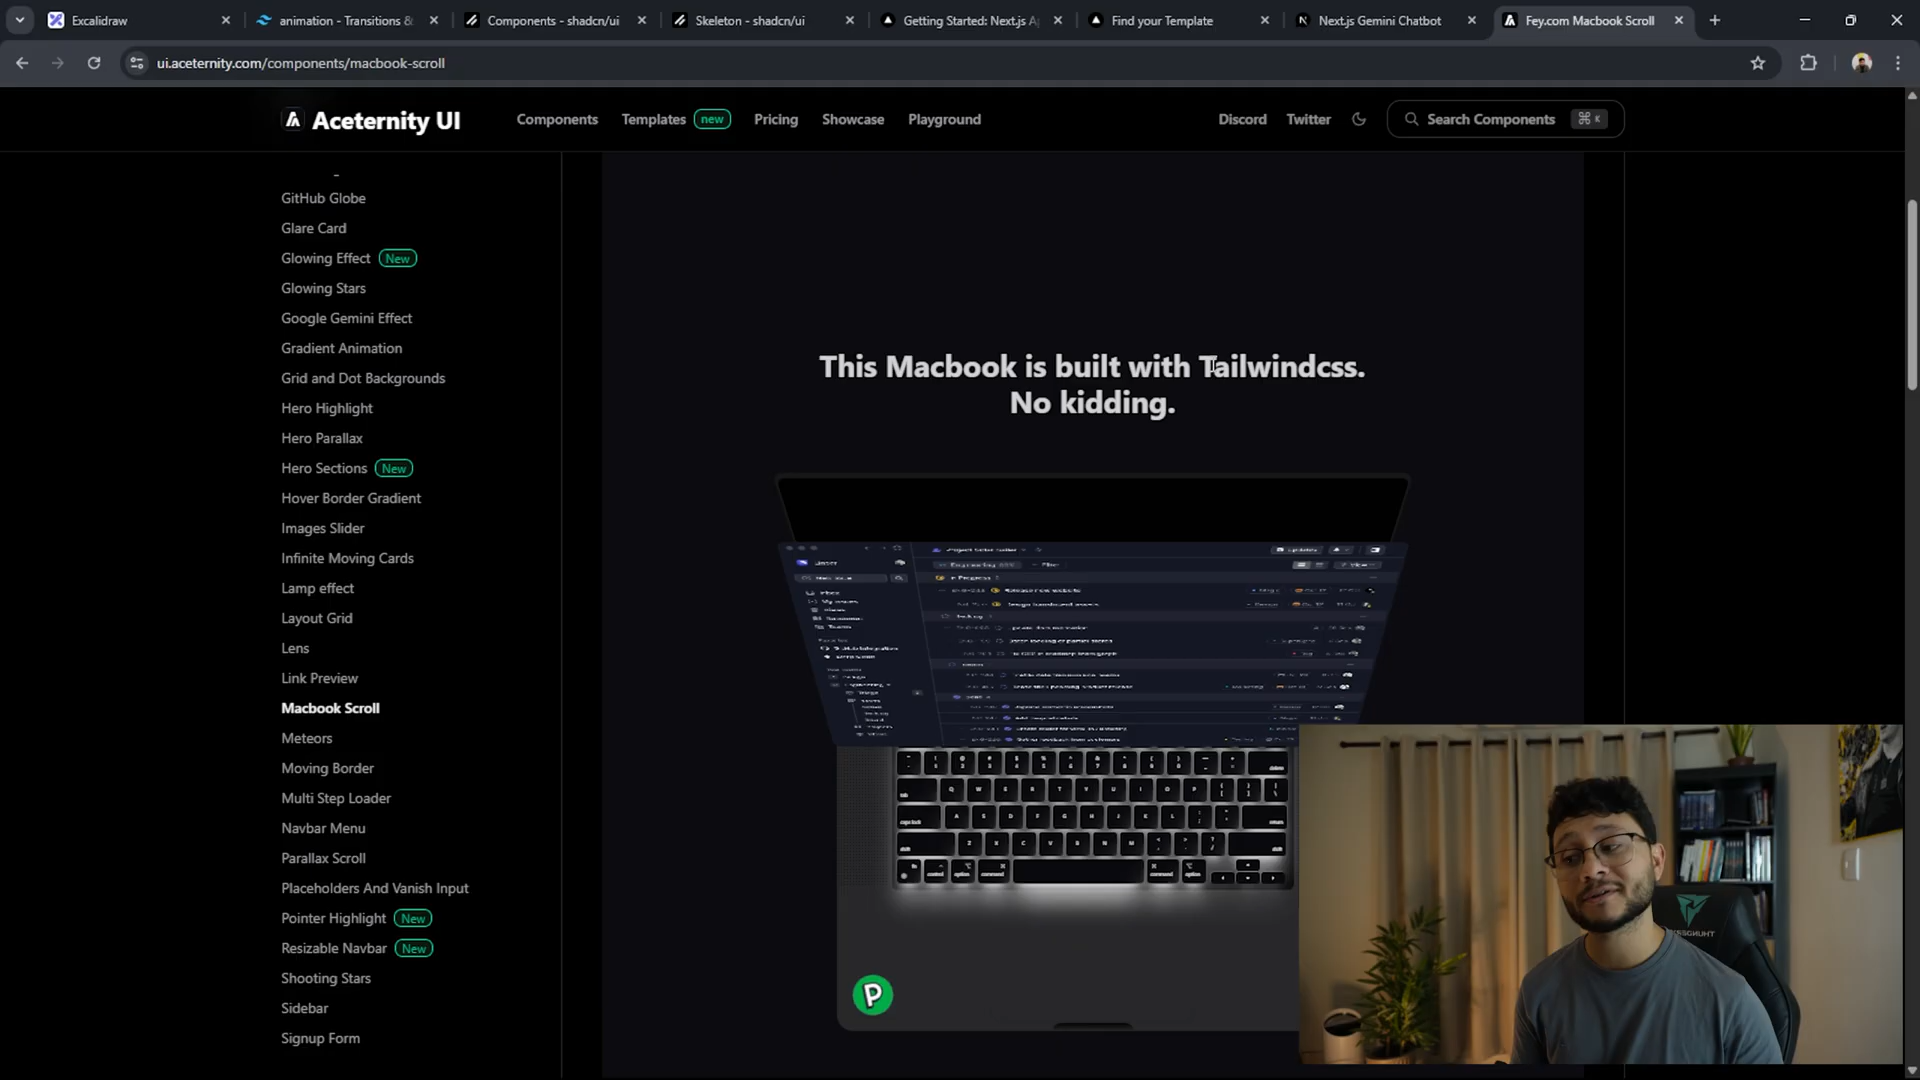 Excalidraw
animation - Transitions &
Components - shadcn/ui
Skeleton - shadcn/ui
Getting Started: Next.js A
Find your Template
Next.js Gemini Chatbot
Fey.com Macbook Scroll
ui.aceternity.com/components/macbook-scroll
Aceternity UI
Components
Templates new
Pricing
Showcase
Playground
Discord
Twitter
Search Components
⌘ K
GitHub Globe
Glare Card
Glowing Effect New
Glowing Stars
Google Gemini Effect
Gradient Animation
Grid and Dot Backgrounds
Hero Highlight
Hero Parallax
Hero Sections New
Hover Border Gradient
Images Slider
Infinite Moving Cards
Lamp effect
Layout Grid
Lens
Link Preview
Macbook Scroll
Meteors
Moving Border
Multi Step Loader
Navbar Menu
Parallax Scroll
Placeholders And Vanish Input
Pointer Highlight New
Resizable Navbar New
Shooting Stars
Sidebar
Signup Form
This Macbook is built with Tailwindcss.
No kidding.
Q W E R T Y U I O P
A S D F G H J K L
Z X C V B N M
control option command
command option
P